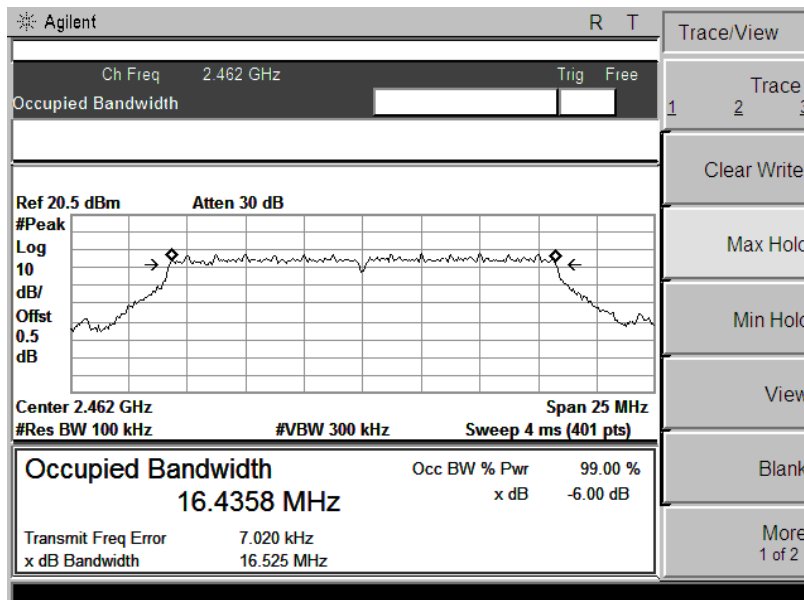 Agilent
R T
Trace/View
Ch Freq 2.462 GHz
Trig Free
Occupied Bandwidth
Trace
1 2 3
Clear Write
Max Hold
Min Hold
View
Blank
More
1 of 2
Ref 20.5 dBm Atten 30 dB
#Peak
Log
10
dB/
Offst
0.5
dB
Center 2.462 GHz Span 25 MHz
#Res BW 100 kHz #VBW 300 kHz Sweep 4 ms (401 pts)
Occupied Bandwidth
16.4358 MHz
Occ BW % Pwr 99.00 %
x dB -6.00 dB
Transmit Freq Error 7.020 kHz
x dB Bandwidth 16.525 MHz